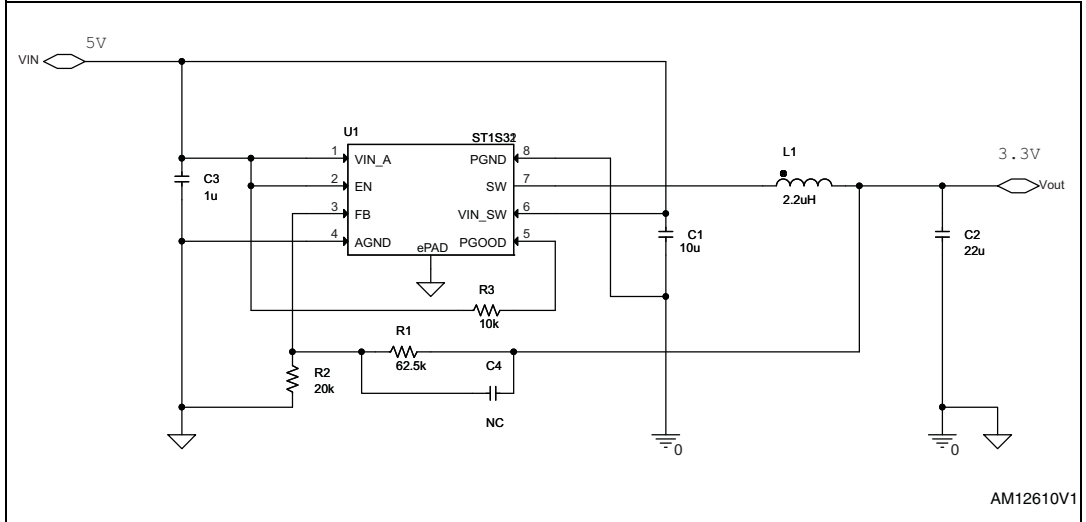 5V
VIN
U1
ST1S32
1 VIN_A
PGND 8
2 EN
SW 7
3 FB
VIN_SW 6
4 AGND
PGOOD 5
ePAD
C3
1u
L1
2.2uH
3.3V
Vout
C1
10u
C2
22u
R3
10k
R1
62.5k
C4
NC
R2
20k
0
0
AM12610V1